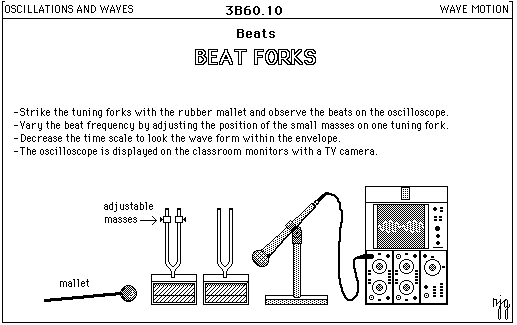 OSCILLATIONS AND WAVES 3B60.10 WAVE MOTION
Beats
BEAT FORKS
-Strike the tuning forks with the rubber mallet and observe the beats on the oscilloscope.
-Vary the beat frequency by adjusting the position of the small masses on one tuning fork.
-Decrease the time scale to look the wave form within the envelope.
-The oscilloscope is displayed on the classroom monitors with a TV camera.
adjustable
masses
mallet